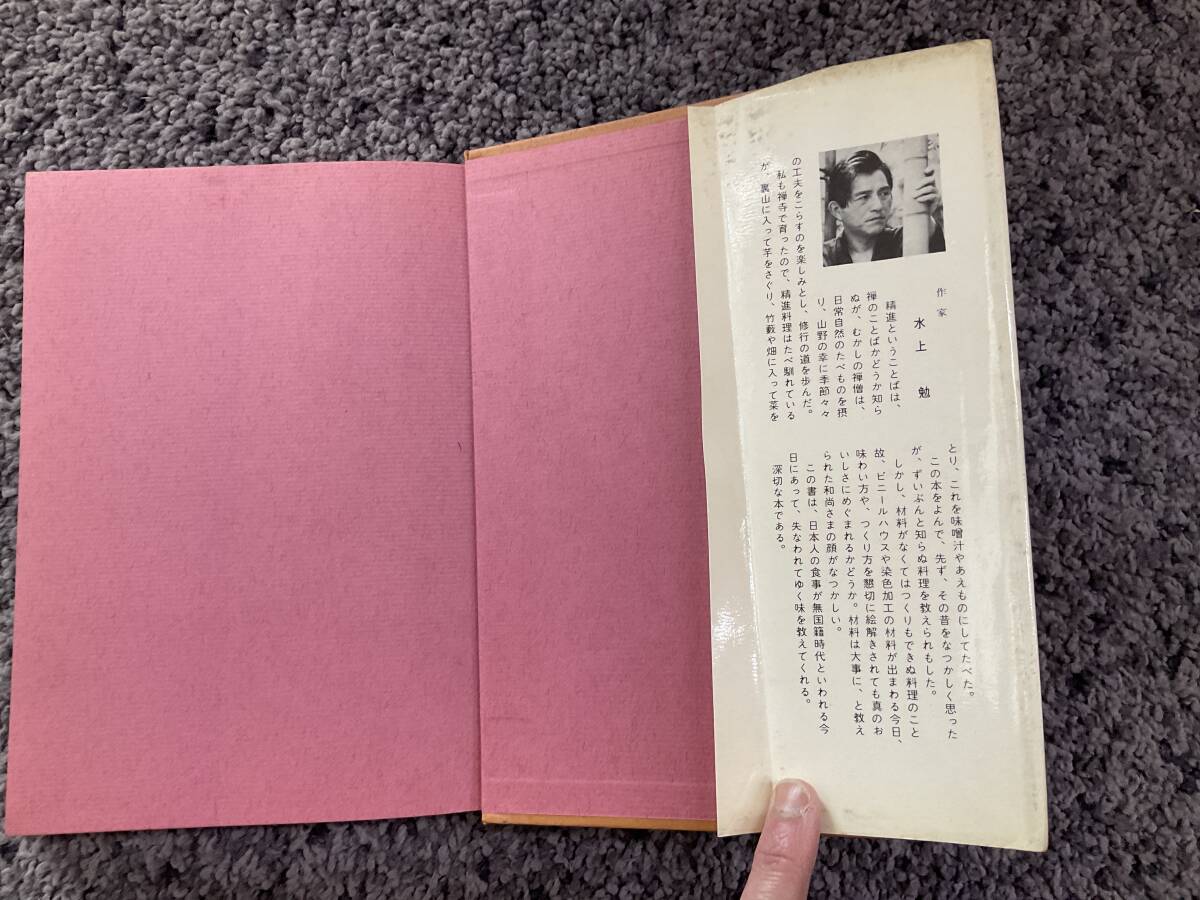 作家
水上　勉
精進ということばは、
禅のことばかどうか知ら
ぬが、むかしの禅僧は、
日常自然のたべものを摂
り、山野の幸に季節々々
の工夫をこらすのを楽しみとし、修行の道を歩んだ。
私も禅寺で育ったので、精進料理はたべ馴れている
が、裏山に入って芋をさぐり、竹藪や畑に入って菜を
とり、これを味噌汁やあえものにしてたべた。
この本をよんで、先ず、その昔をなつかしく思った
が、ずいぶんと知らぬ料理を教えられもした。
しかし、材料がなくてはつくりもできぬ料理のこと
故、ビニールハウスや染色加工の材料が出まわる今日、
味わい方や、つくり方を懇切に絵解きされても真のお
いしさにめぐまれるかどうか。材料は大事に、と教え
られた和尚さまの顔がなつかしい。
この書は、日本人の食事が無国籍時代といわれる今
日にあって、失なわれてゆく味を教えてくれる。
深切な本である。